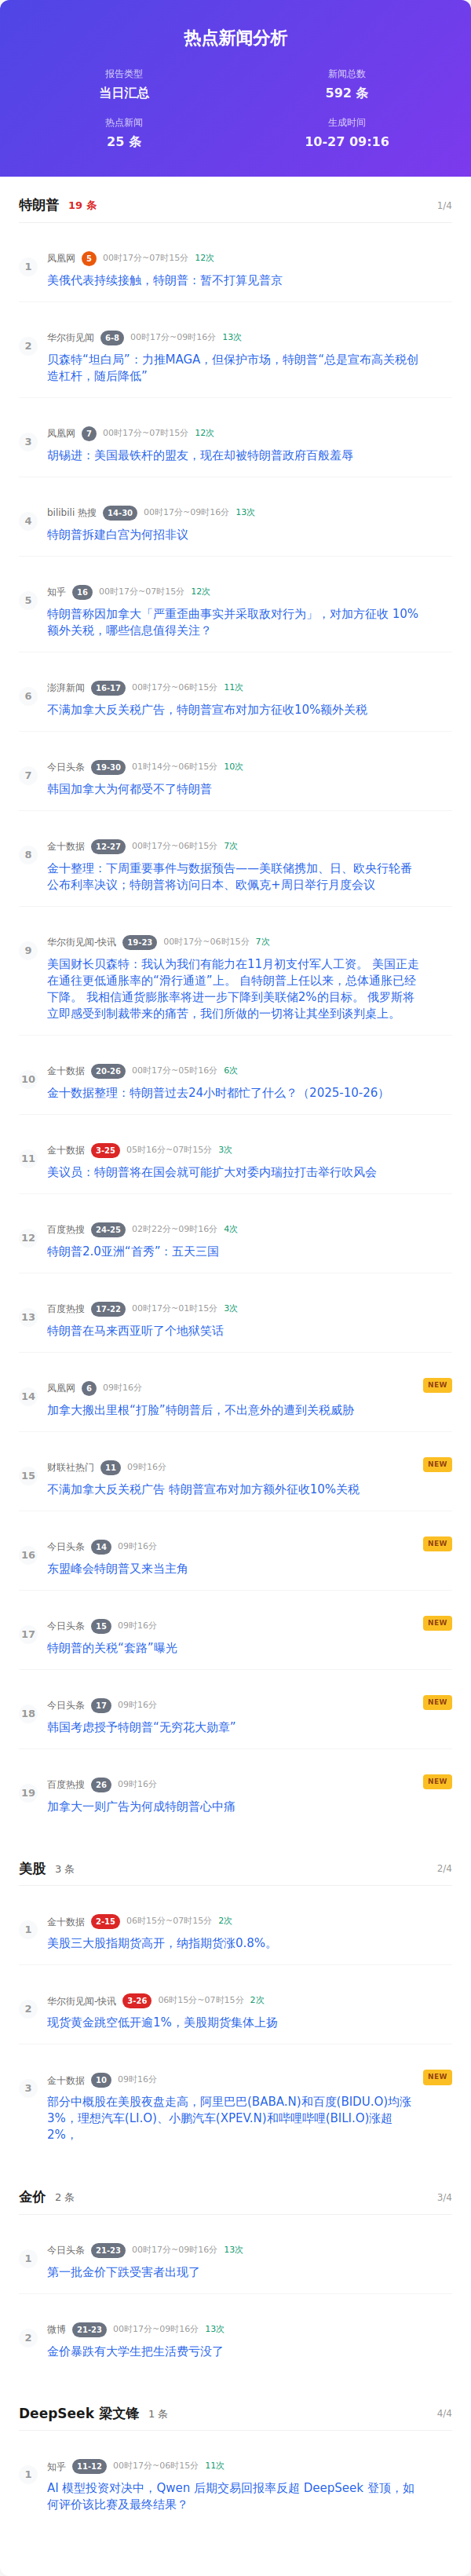 热点新闻分析
报告类型
当日汇总
新闻总数
592 条
热点新闻
25 条
生成时间
10-27 09:16
特朗普 19 条 1/4
1
凤凰网 5 00时17分~07时15分 12次
美俄代表持续接触，特朗普：暂不打算见普京
2
华尔街见闻 6-8 00时17分~09时16分 13次
贝森特“坦白局”：力推MAGA，但保护市场，特朗普“总是宣布高关税创
造杠杆，随后降低”
3
凤凰网 7 00时17分~07时15分 12次
胡锡进：美国最铁杆的盟友，现在却被特朗普政府百般羞辱
4
bilibili 热搜 14-30 00时17分~09时16分 13次
特朗普拆建白宫为何招非议
5
知乎 16 00时17分~07时15分 12次
特朗普称因加拿大「严重歪曲事实并采取敌对行为」，对加方征收 10%
额外关税，哪些信息值得关注？
6
澎湃新闻 16-17 00时17分~06时15分 11次
不满加拿大反关税广告，特朗普宣布对加方征收10%额外关税
7
今日头条 19-30 01时14分~06时15分 10次
韩国加拿大为何都受不了特朗普
8
金十数据 12-27 00时17分~06时15分 7次
金十整理：下周重要事件与数据预告——美联储携加、日、欧央行轮番
公布利率决议；特朗普将访问日本、欧佩克+周日举行月度会议
9
华尔街见闻-快讯 19-23 00时17分~06时15分 7次
美国财长贝森特：我认为我们有能力在11月初支付军人工资。 美国正走
在通往更低通胀率的“滑行通道”上。 自特朗普上任以来，总体通胀已经
下降。 我相信通货膨胀率将进一步下降到美联储2%的目标。 俄罗斯将
立即感受到制裁带来的痛苦，我们所做的一切将让其坐到谈判桌上。
10
金十数据 20-26 00时17分~05时16分 6次
金十数据整理：特朗普过去24小时都忙了什么？（2025-10-26）
11
金十数据 3-25 05时16分~07时15分 3次
美议员：特朗普将在国会就可能扩大对委内瑞拉打击举行吹风会
12
百度热搜 24-25 02时22分~09时16分 4次
特朗普2.0亚洲“首秀”：五天三国
13
百度热搜 17-22 00时17分~01时15分 3次
特朗普在马来西亚听了个地狱笑话
14
凤凰网 6 09时16分 NEW
加拿大搬出里根“打脸”特朗普后，不出意外的遭到关税威胁
15
财联社热门 11 09时16分 NEW
不满加拿大反关税广告 特朗普宣布对加方额外征收10%关税
16
今日头条 14 09时16分 NEW
东盟峰会特朗普又来当主角
17
今日头条 15 09时16分 NEW
特朗普的关税“套路”曝光
18
今日头条 17 09时16分 NEW
韩国考虑授予特朗普“无穷花大勋章”
19
百度热搜 26 09时16分 NEW
加拿大一则广告为何成特朗普心中痛
美股 3 条 2/4
1
金十数据 2-15 06时15分~07时15分 2次
美股三大股指期货高开，纳指期货涨0.8%。
2
华尔街见闻-快讯 3-26 06时15分~07时15分 2次
现货黄金跳空低开逾1%，美股期货集体上扬
3
金十数据 10 09时16分 NEW
部分中概股在美股夜盘走高，阿里巴巴(BABA.N)和百度(BIDU.O)均涨
3%，理想汽车(LI.O)、小鹏汽车(XPEV.N)和哔哩哔哩(BILI.O)涨超
2%，
金价 2 条 3/4
1
今日头条 21-23 00时17分~09时16分 13次
第一批金价下跌受害者出现了
2
微博 21-23 00时17分~09时16分 13次
金价暴跌有大学生把生活费亏没了
DeepSeek 梁文锋 1 条 4/4
1
知乎 11-12 00时17分~06时15分 11次
AI 模型投资对决中，Qwen 后期交易回报率反超 DeepSeek 登顶，如
何评价该比赛及最终结果？